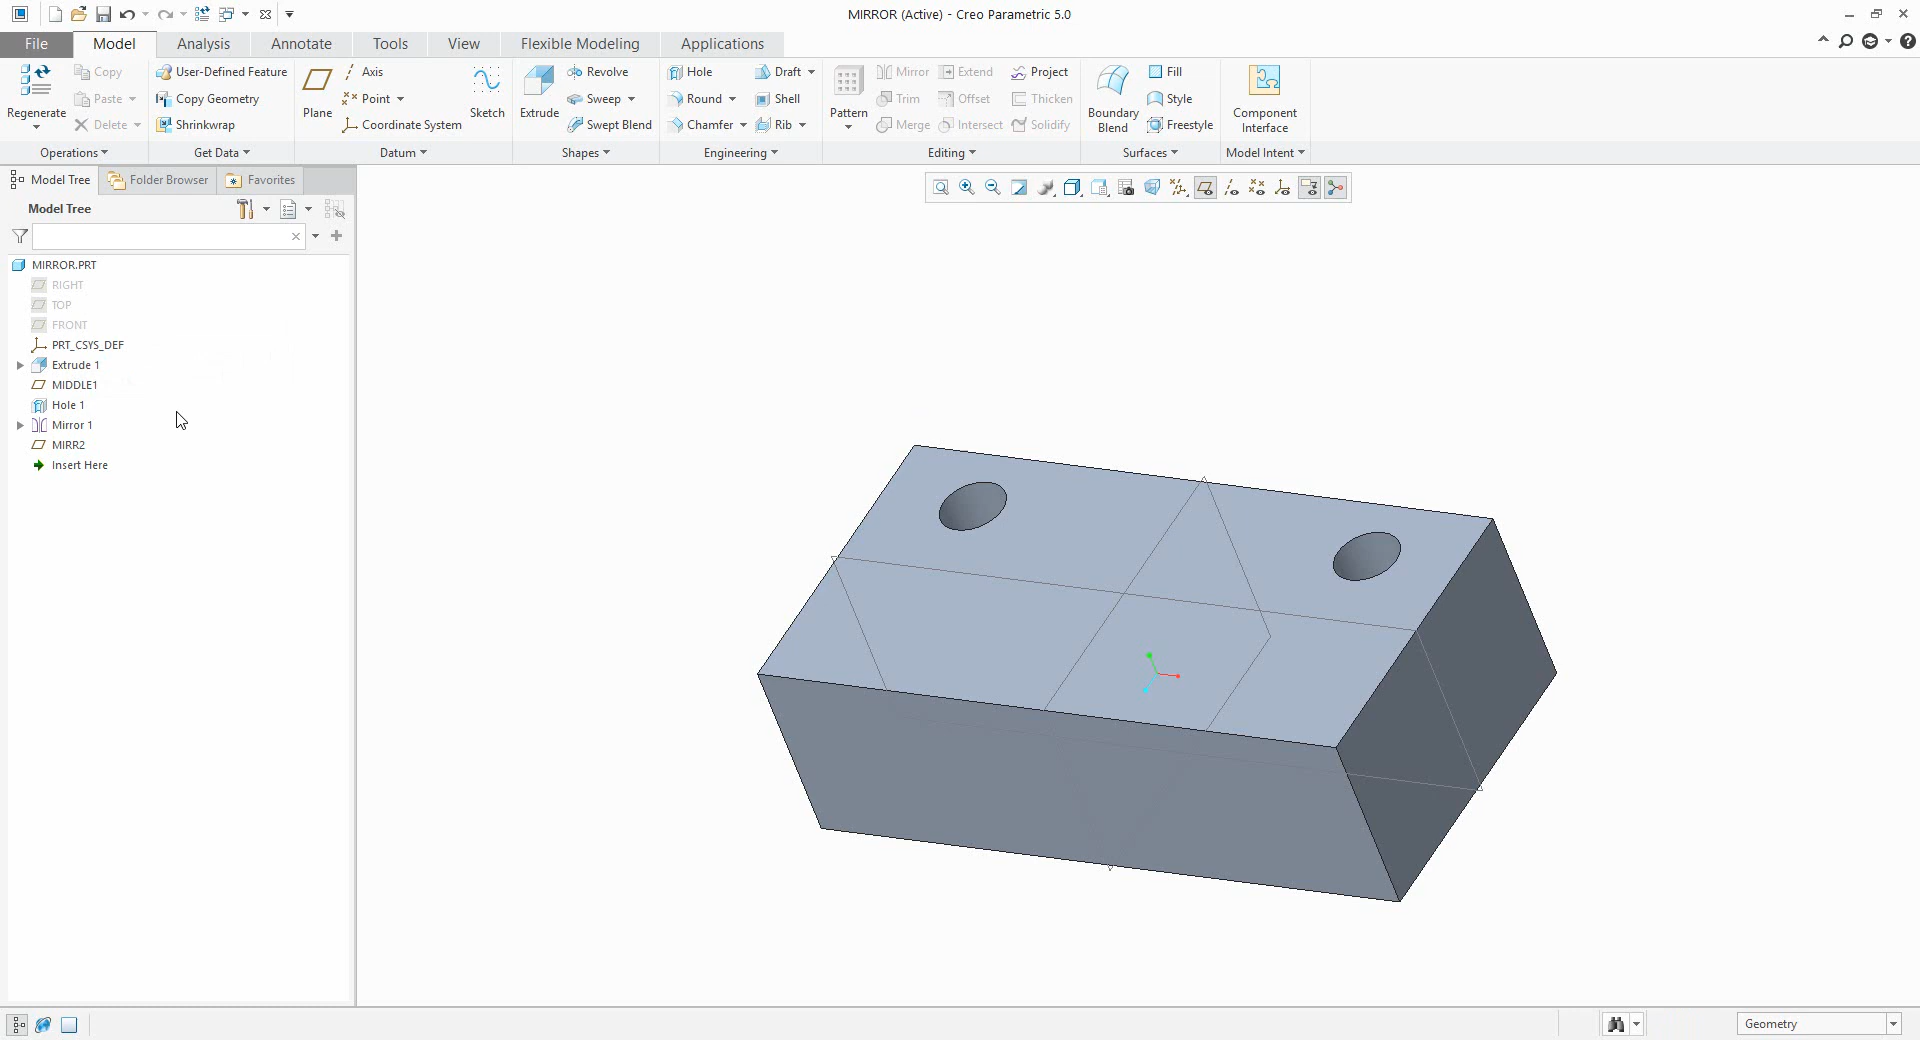 MIRROR (Active) - Creo Parametric 5.0
File Model Analysis Annotate Tools View Flexible Modeling Applications
Regenerate
Copy
Paste
Delete
Operations
User-Defined Feature
Copy Geometry
Shrinkwrap
Get Data
Plane
Axis
Point
Coordinate System
Sketch
Datum
Extrude
Revolve
Sweep
Swept Blend
Shapes
Hole
Round
Chamfer
Draft
Shell
Rib
Engineering
Pattern
Mirror
Trim
Merge
Extend
Offset
Intersect
Project
Thicken
Solidify
Editing
Boundary
Blend
Fill
Style
Freestyle
Surfaces
Component
Interface
Model Intent
Model Tree Folder Browser Favorites
Model Tree
MIRROR.PRT
RIGHT
TOP
FRONT
PRT_CSYS_DEF
Extrude 1
MIDDLE1
Hole 1
Mirror 1
MIRR2
Insert Here
Geometry